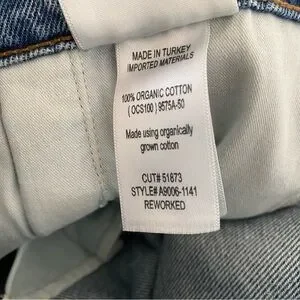 MADE IN TURKEY
IMPORTED MATERIALS
100% ORGANIC COTTON
( OCS100 ) 9575A-50
Made using organically
grown cotton
CUT# 51873
STYLE# A9006-1141
REWORKED